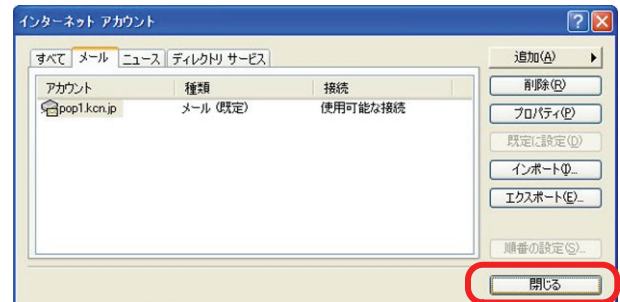 インターネット アカウント
すべて メール ニュース ディレクトリ サービス
アカウント 種類 接続
pop1.kcn.jp メール (既定) 使用可能な接続
追加(A)
削除(R)
プロパティ(P)
既定に設定(D)
インポート(I)...
エクスポート(E)...
順番の設定(S)...
閉じる